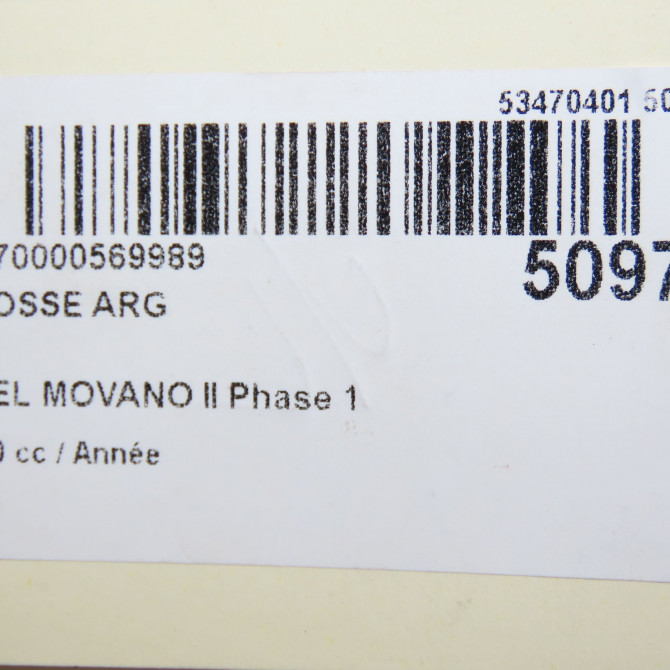 53470401 50
70000569989
5097
OSSE ARG
EL MOVANO II Phase 1
0 cc / Année